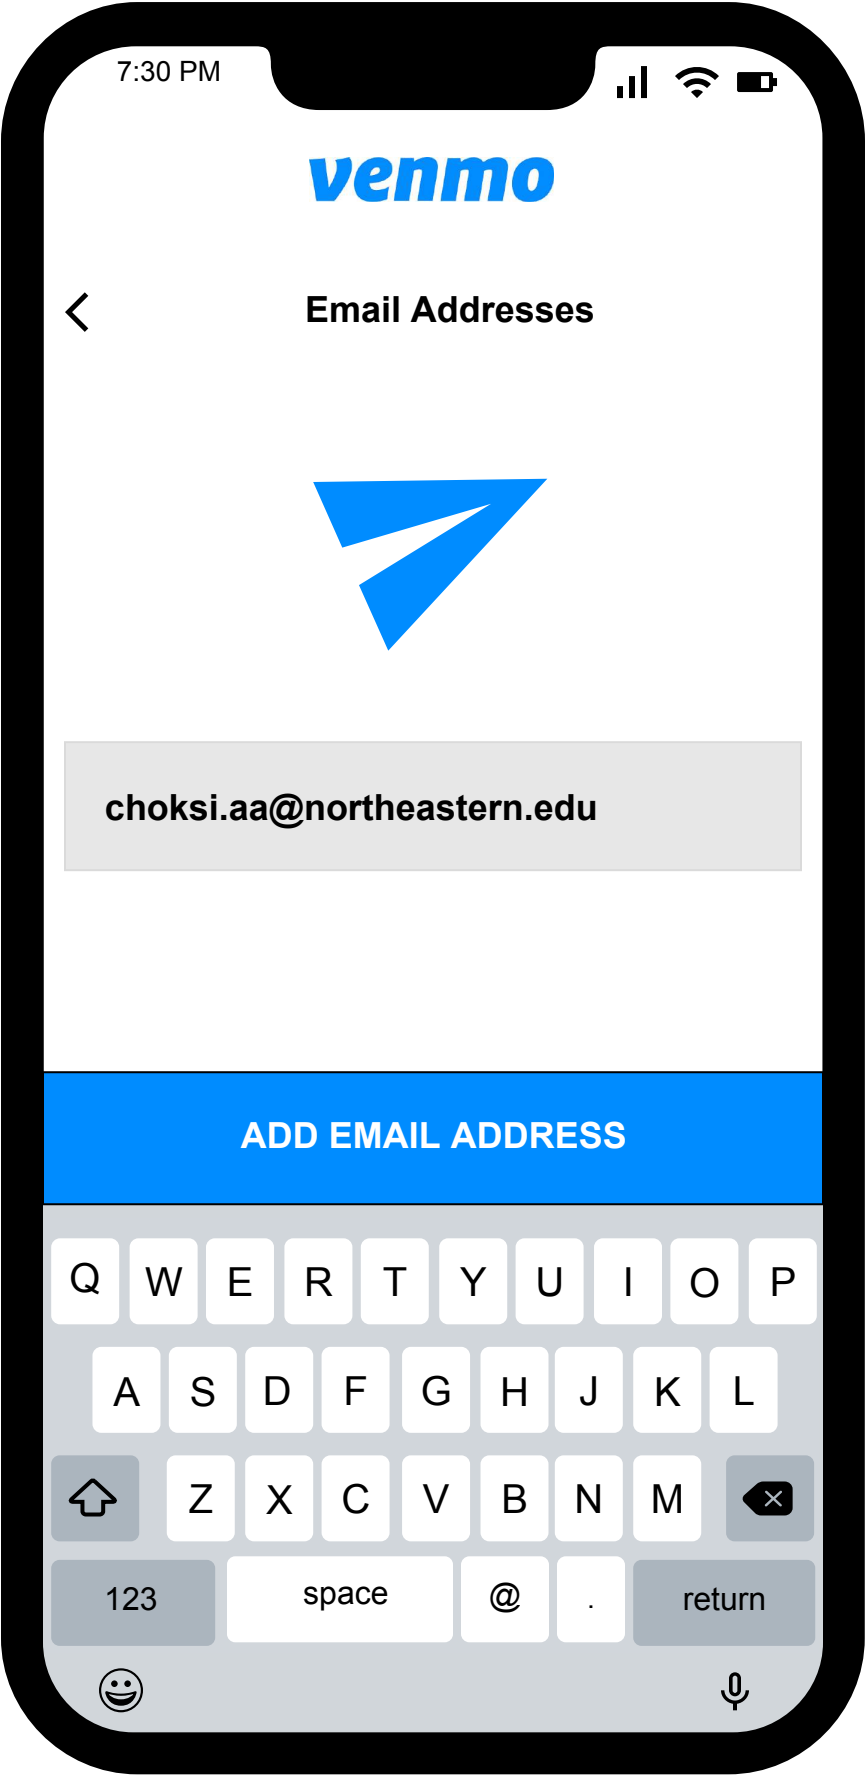 7:30 PM
venmo
Email Addresses
choksi.aa@northeastern.edu
ADD EMAIL ADDRESS
Q W E R T Y U I O P
A S D F G H J K L
Z X C V B N M
123 space @ . return